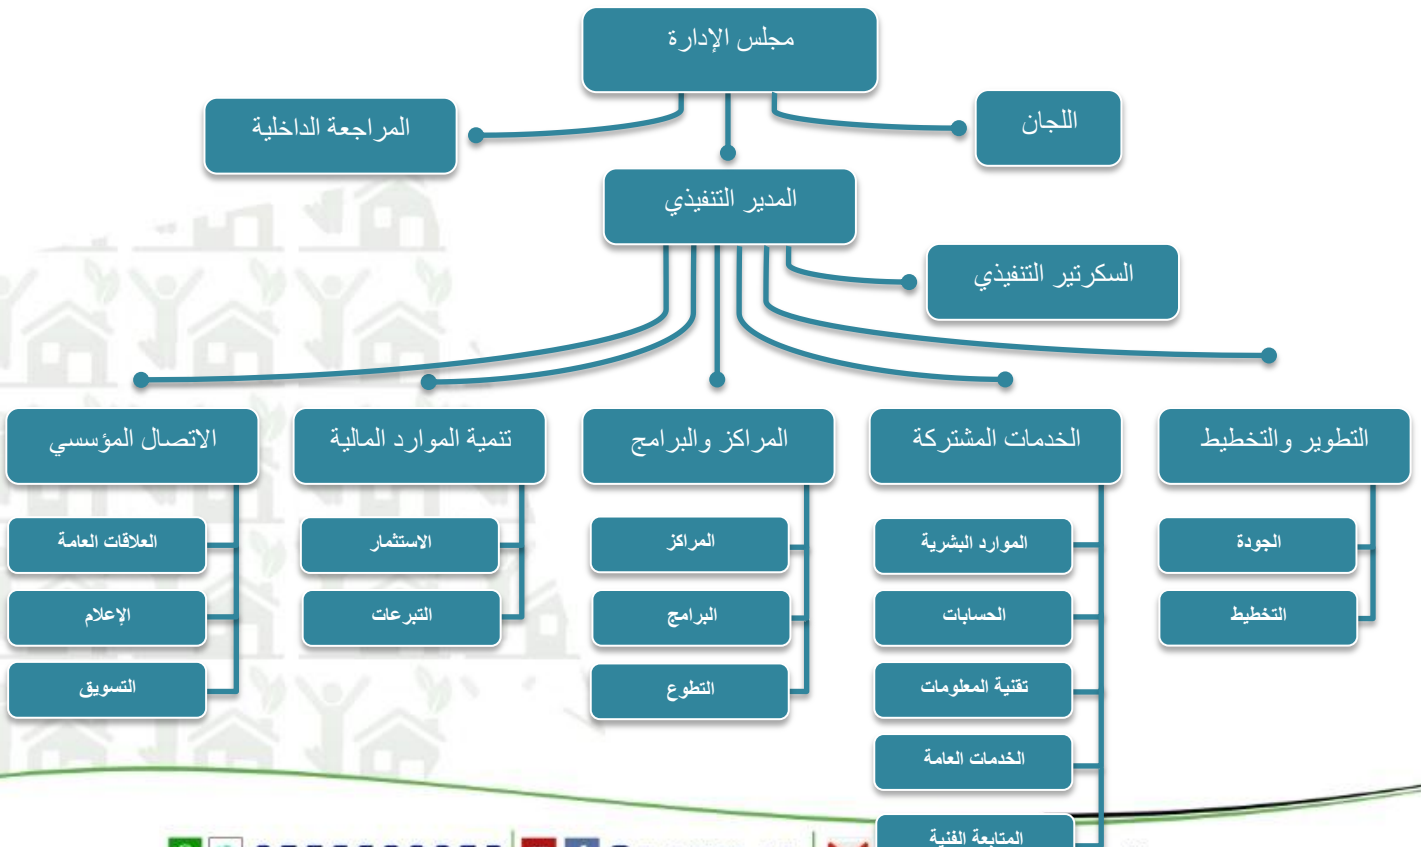 مجلس الإدارة
اللجان
المراجعة الداخلية
المدير التنفيذي
السكرتير التنفيذي
التطوير والتخطيط
الخدمات المشتركة
المراكز والبرامج
تنمية الموارد المالية
الاتصال المؤسسي
الجودة
الموارد البشرية
المراكز
الاستثمار
العلاقات العامة
التخطيط
الحسابات
البرامج
التبرعات
الإعلام
تقنية المعلومات
التطوع
التسويق
الخدمات العامة
المتابعة الفنية